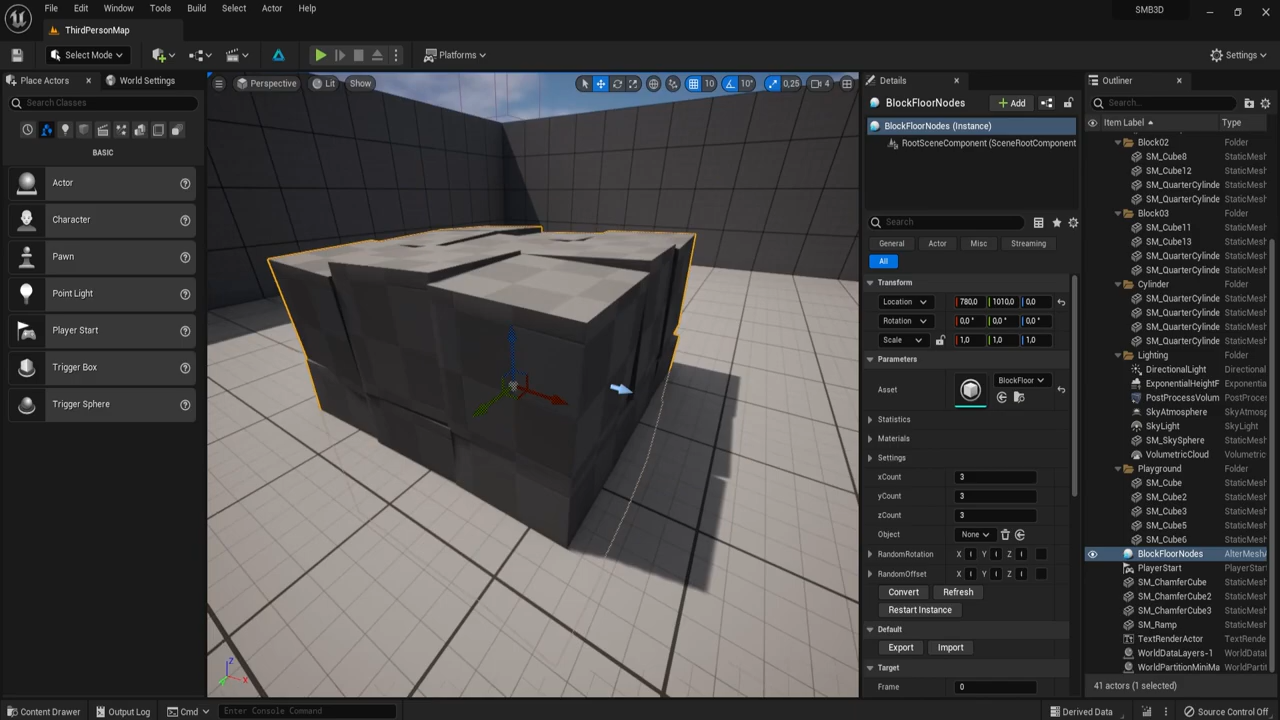 File Edit Window Tools Build Select Actor Help
SMB3D
ThirdPersonMap
Select Mode
Platforms
Settings
Place Actors
World Settings
Search Classes
BASIC
Actor
Character
Pawn
Point Light
Player Start
Trigger Box
Trigger Sphere
Perspective
Lit
Show
10
10°
0,25
4
Z
X
Details
BlockFloorNodes
Add
BlockFloorNodes (Instance)
RootSceneComponent (SceneRootComponent
Search
General Actor Misc Streaming
All
Transform
Location 780,0 1010,0 0,0
Rotation 0,0 ° 0,0 ° 0,0 °
Scale 1,0 1,0 1,0
Parameters
Asset BlockFloor
Statistics
Materials
Settings
xCount 3
yCount 3
zCount 3
Object None
RandomRotation X Y Z
RandomOffset X Y Z
Convert Refresh
Restart Instance
Default
Export Import
Target
Frame 0
Outliner
Search...
Item Label Type
Block02 Folder
SM_Cube8 StaticMesh
SM_Cube12 StaticMesh
SM_QuarterCylinde StaticMesh
SM_QuarterCylinde StaticMesh
Block03 Folder
SM_Cube11 StaticMesh
SM_Cube13 StaticMesh
SM_QuarterCylinde StaticMesh
SM_QuarterCylinde StaticMesh
Cylinder Folder
SM_QuarterCylinde StaticMesh
SM_QuarterCylinde StaticMesh
SM_QuarterCylinde StaticMesh
SM_QuarterCylinde StaticMesh
Lighting Folder
DirectionalLight Directiona
ExponentialHeightF Exponentia
PostProcessVolum PostProces
SkyAtmosphere SkyAtmosp
SkyLight SkyLight
SM_SkySphere StaticMesh
VolumetricCloud Volumetric
Playground Folder
SM_Cube StaticMesh
SM_Cube2 StaticMesh
SM_Cube3 StaticMesh
SM_Cube5 StaticMesh
SM_Cube6 StaticMesh
BlockFloorNodes AlterMeshA
PlayerStart PlayerStart
SM_ChamferCube StaticMesh
SM_ChamferCube2 StaticMesh
SM_ChamferCube3 StaticMesh
SM_Ramp StaticMesh
TextRenderActor TextRende
WorldDataLayers-1 WorldData
WorldPartitionMiniMa WorldParti
41 actors (1 selected)
Content Drawer
Output Log
Cmd
Enter Console Command
Derived Data
Source Control Off